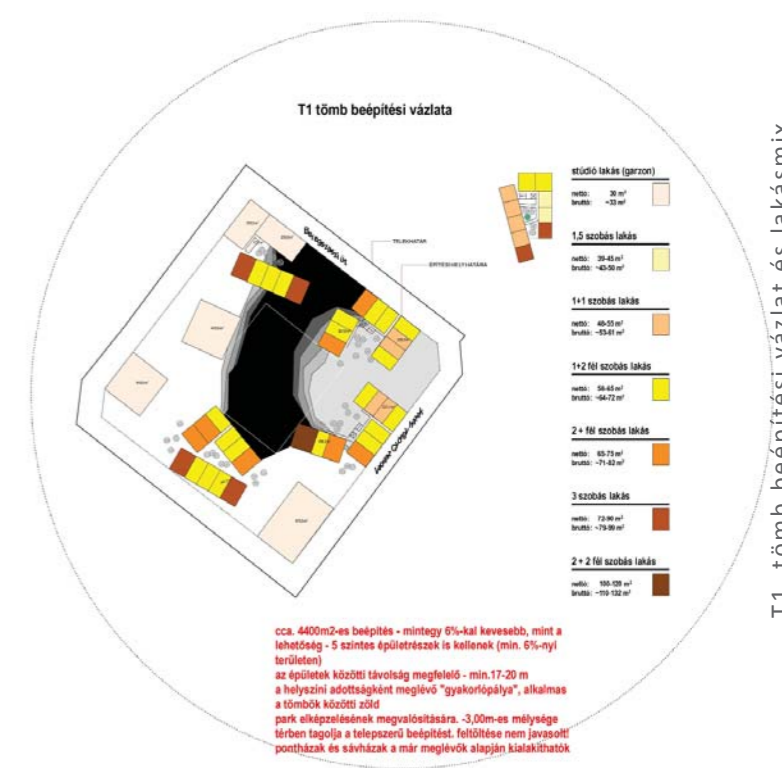 T1 tömb beépítési vázlata
stúdió lakás (garzon)
nettó: 30 m²
bruttó: ~33 m²
TELEKHATÁR
ÉPÍTÉSI HELY HATÁRA
1,5 szobás lakás
nettó: 39-45 m²
bruttó: ~43-50 m²
1+1 szobás lakás
nettó: 48-55 m²
bruttó: ~53-61 m²
1+2 fél szobás lakás
nettó: 58-65 m²
bruttó: ~64-72 m²
2 + fél szobás lakás
nettó: 65-75 m²
bruttó: ~71-82 m²
3 szobás lakás
nettó: 72-90 m²
bruttó: ~79-99 m²
2 + 2 fél szobás lakás
nettó: 100-120 m²
bruttó: ~110-132 m²
cca. 4400m2-es beépítés - mintegy 6%-kal kevesebb, mint a
lehetőség - 5 szintes épületrészek is kellenek (min. 6%-nyi
területen)
az épületek közötti távolság megfelelő - min.17-20 m
a helyszíni adottságként meglévő "gyakorlópálya", alkalmas
a tömbök közötti zöld
park elképzelésének megvalósítására. -3,00m-es mélysége
térben tagolja a telepszerű beépítést. feltöltése nem javasolt!
pontházak és sávházak a már meglévők alapján kialakíthatók
T1 tömb beépítési vázlat és lakásmix